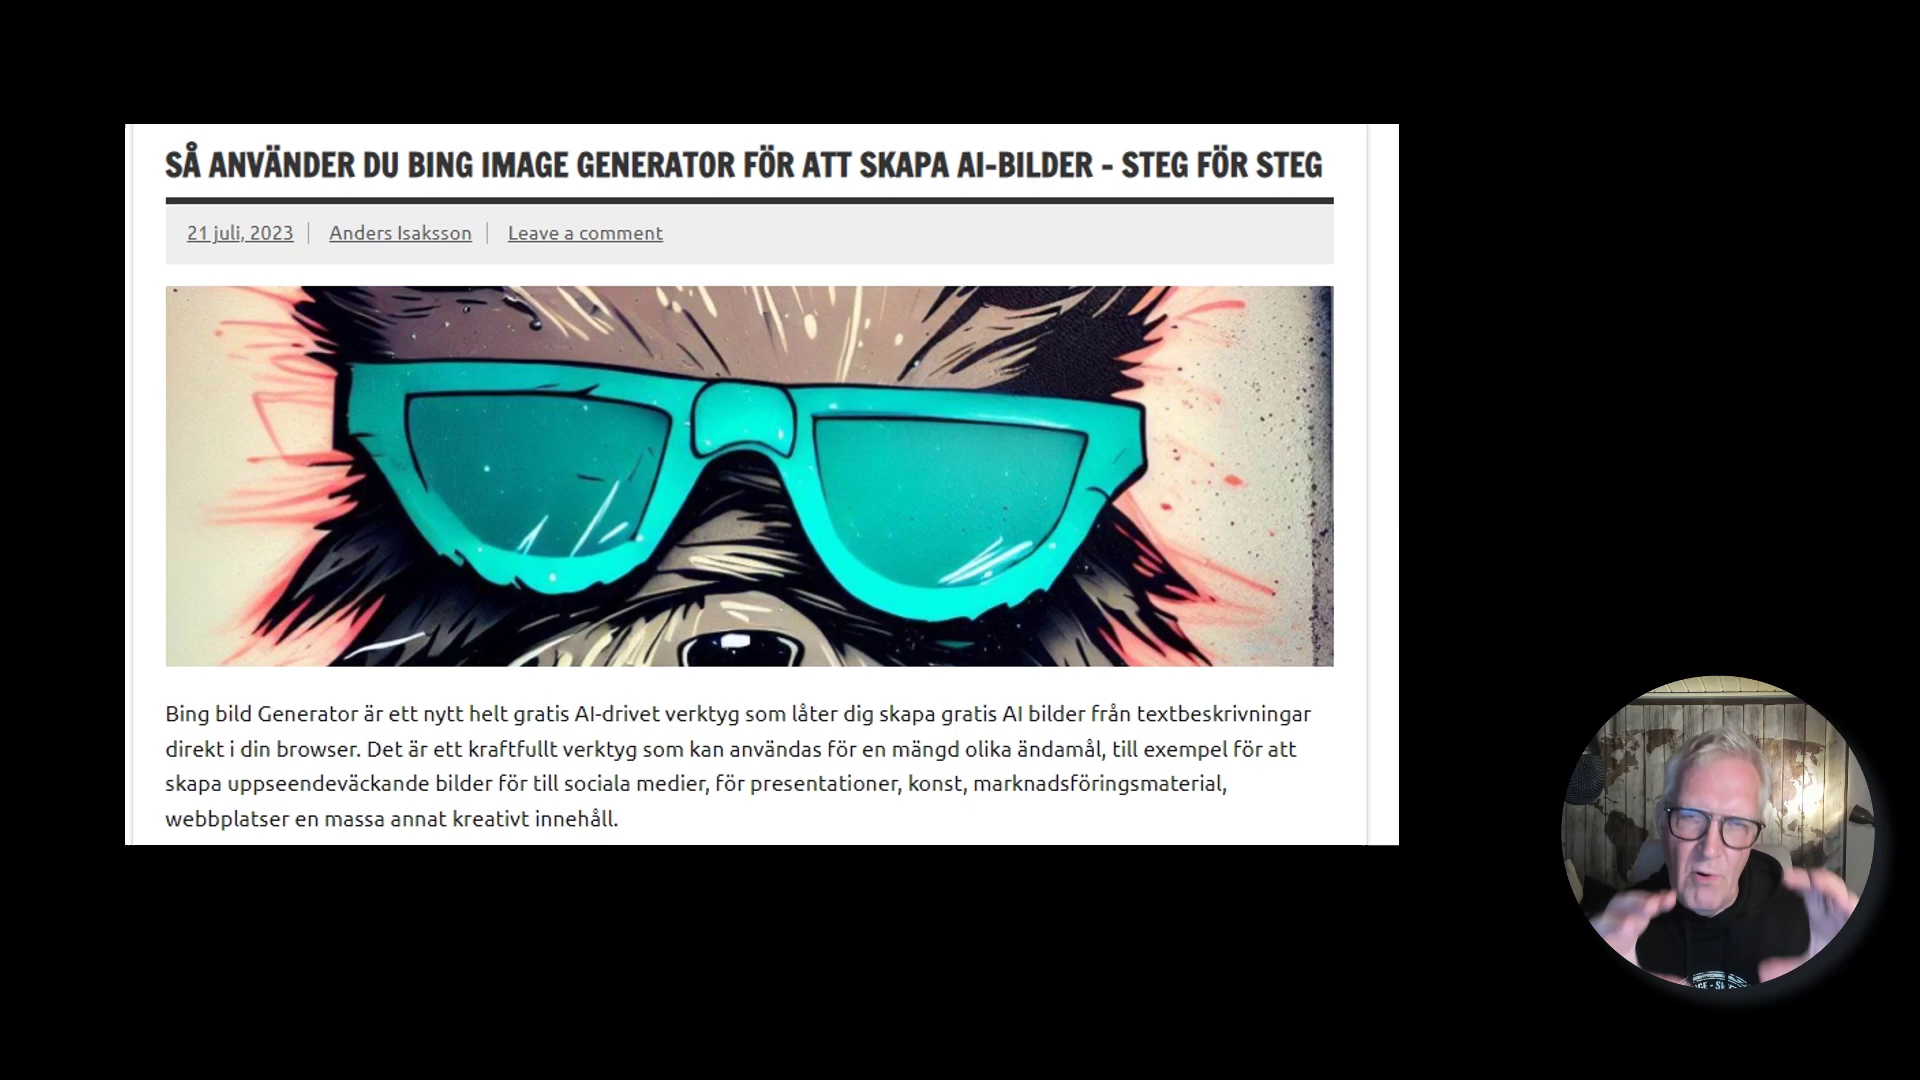 SÅ ANVÄNDER DU BING IMAGE GENERATOR FÖR ATT SKAPA AI-BILDER – STEG FÖR STEG
21 juli, 2023 | Anders Isaksson | Leave a comment
Bing bild Generator är ett nytt helt gratis AI-drivet verktyg som låter dig skapa gratis AI bilder från textbeskrivningar
direkt i din browser. Det är ett kraftfullt verktyg som kan användas för en mängd olika ändamål, till exempel för att
skapa uppseendeväckande bilder för till sociala medier, för presentationer, konst, marknadsföringsmaterial,
webbplatser en massa annat kreativt innehåll.